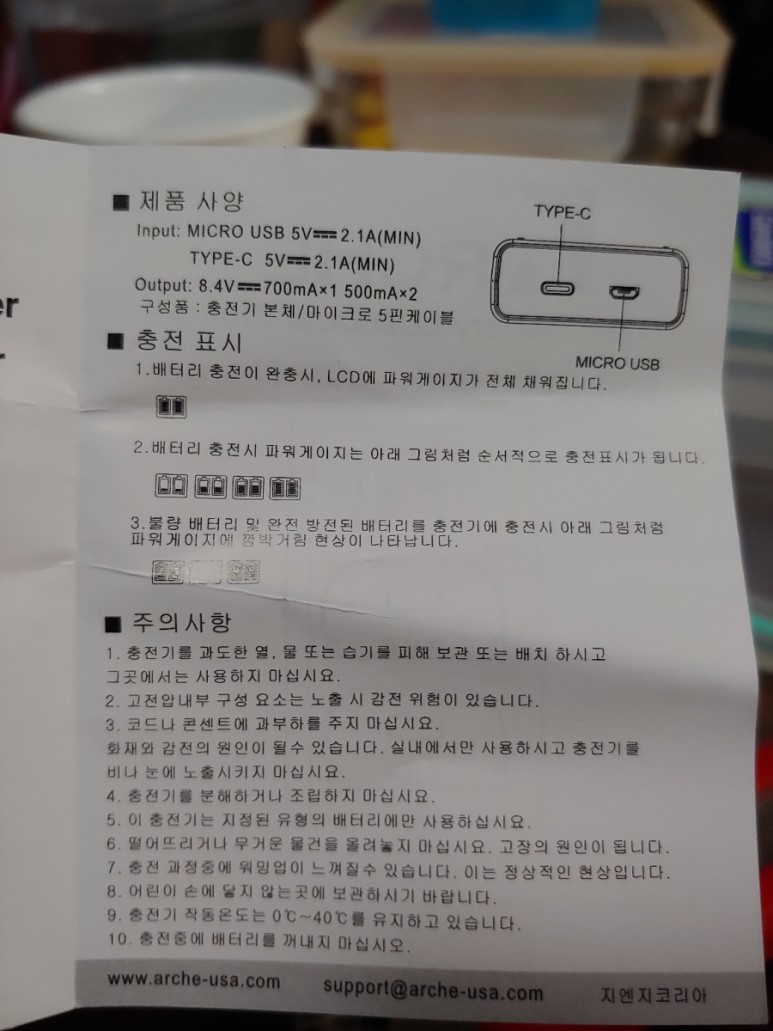 er
■ 제품 사양
Input: MICRO USB 5V⎓2.1A(MIN)
TYPE-C 5V⎓2.1A(MIN)
Output: 8.4V⎓700mA×1 500mA×2
구성품 : 충전기 본체/마이크로 5핀케이블
TYPE-C
MICRO USB
■ 충전 표시
1.배터리 충전이 완충시, LCD에 파워게이지가 전체 채워집니다.
2.배터리 충전시 파워게이지는 아래 그림처럼 순서적으로 충전표시가 됩니다.
3.불량 배터리 및 완전 방전된 배터리를 충전기에 충전시 아래 그림처럼
파워게이지에 깜박거림 현상이 나타납니다.
■ 주의사항
1. 충전기를 과도한 열, 물 또는 습기를 피해 보관 또는 배치 하시고
그곳에서는 사용하지 마십시요.
2. 고전압내부 구성 요소는 노출 시 감전 위험이 있습니다.
3. 코드나 콘센트에 과부하를 주지 마십시요.
화재와 감전의 원인이 될수 있습니다. 실내에서만 사용하시고 충전기를
비나 눈에 노출시키지 마십시요.
4. 충전기를 분해하거나 조립하지 마십시요.
5. 이 충전기는 지정된 유형의 배터리에만 사용하십시요.
6. 떨어뜨리거나 무거운 물건을 올려놓지 마십시요. 고장의 원인이 됩니다.
7. 충전 과정중에 워밍업이 느껴질수 있습니다. 이는 정상적인 현상입니다.
8. 어린이 손에 닿지 않는곳에 보관하시기 바랍니다.
9. 충전기 작동온도는 0℃~40℃를 유지하고 있습니다.
10. 충전중에 배터리를 꺼내지 마십시오.
www.arche-usa.com support@arche-usa.com 지엔지코리아